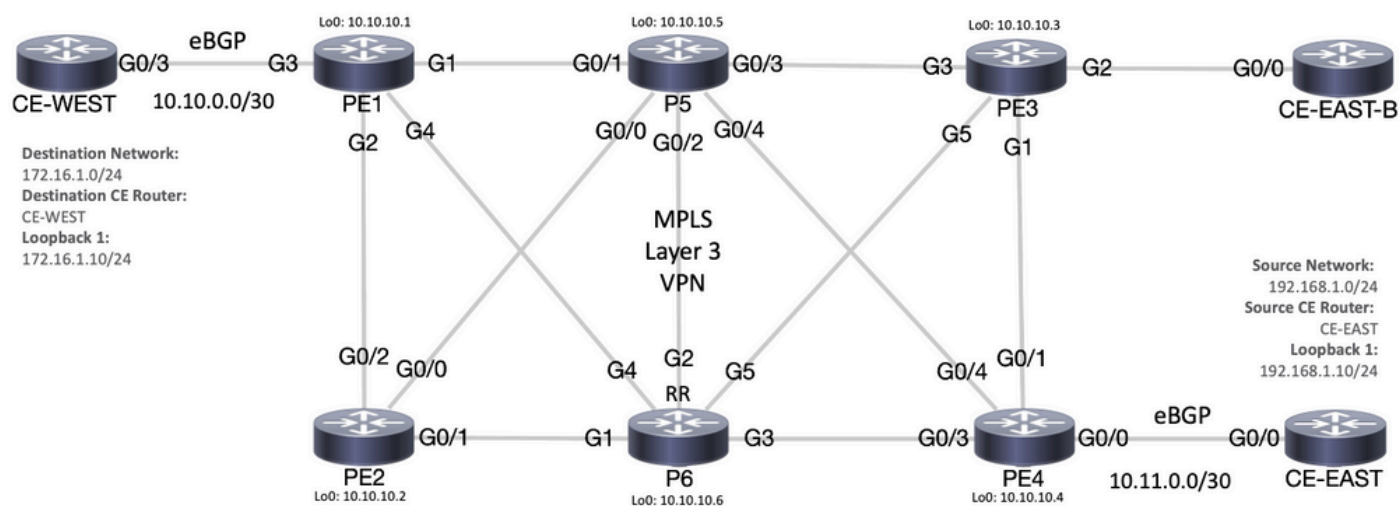 Lo0: 10.10.10.1
Lo0: 10.10.10.5
Lo0: 10.10.10.3
eBGP
G0/3
G3
G1
G0/1
G0/3
G3
G2
G0/0
CE-WEST
10.10.0.0/30
PE1
P5
PE3
CE-EAST-B
G2
G4
G0/0
G0/2
G0/4
G5
G1
Destination Network:
172.16.1.0/24
Destination CE Router:
CE-WEST
Loopback 1:
172.16.1.10/24
MPLS
Layer 3
VPN
Source Network:
192.168.1.0/24
Source CE Router:
CE-EAST
Loopback 1:
192.168.1.10/24
G0/2
G0/0
G4
G2
G5
G0/4
G0/1
RR
eBGP
G0/1
G1
G3
G0/3
G0/0
G0/0
PE2
P6
PE4
10.11.0.0/30
CE-EAST
Lo0: 10.10.10.2
Lo0: 10.10.10.6
Lo0: 10.10.10.4